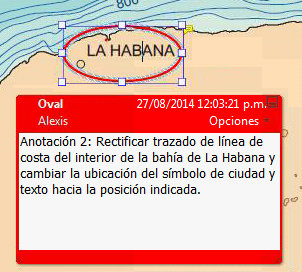 800
LA HABANA
Oval 27/08/2014 12:03:21 p.m.
Alexis Opciones
Anotación 2: Rectificar trazado de línea de
costa del interior de la bahía de La Habana y
cambiar la ubicación del símbolo de ciudad y
texto hacia la posición indicada.